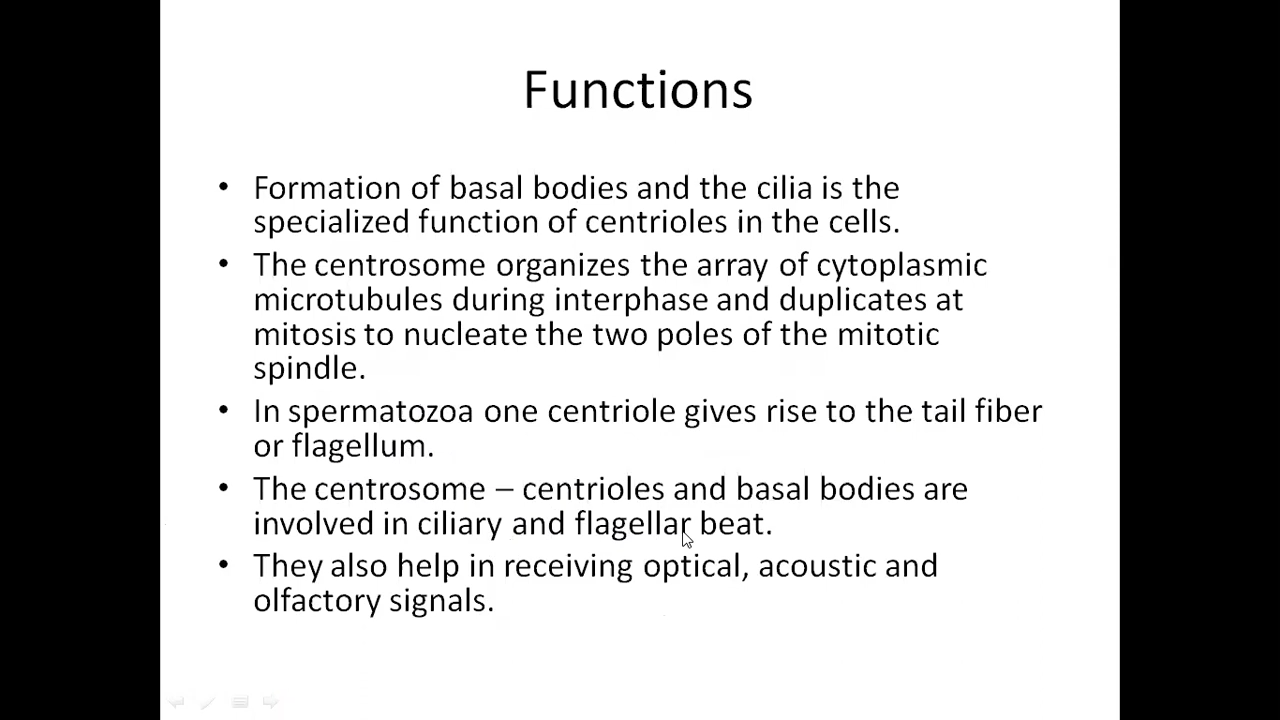 Functions
• Formation of basal bodies and the cilia is the
specialized function of centrioles in the cells.
• The centrosome organizes the array of cytoplasmic
microtubules during interphase and duplicates at
mitosis to nucleate the two poles of the mitotic
spindle.
• In spermatozoa one centriole gives rise to the tail fiber
or flagellum.
• The centrosome – centrioles and basal bodies are
involved in ciliary and flagellar beat.
• They also help in receiving optical, acoustic and
olfactory signals.